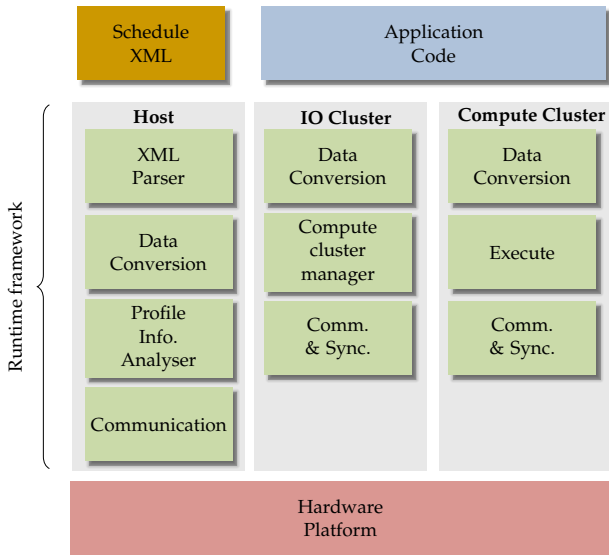 Schedule
XML
Application
Code
Runtime framework
Host
XML
Parser
Data
Conversion
Profile
Info.
Analyser
Communication
IO Cluster
Data
Conversion
Compute
cluster
manager
Comm.
& Sync.
Compute Cluster
Data
Conversion
Execute
Comm.
& Sync.
Hardware
Platform